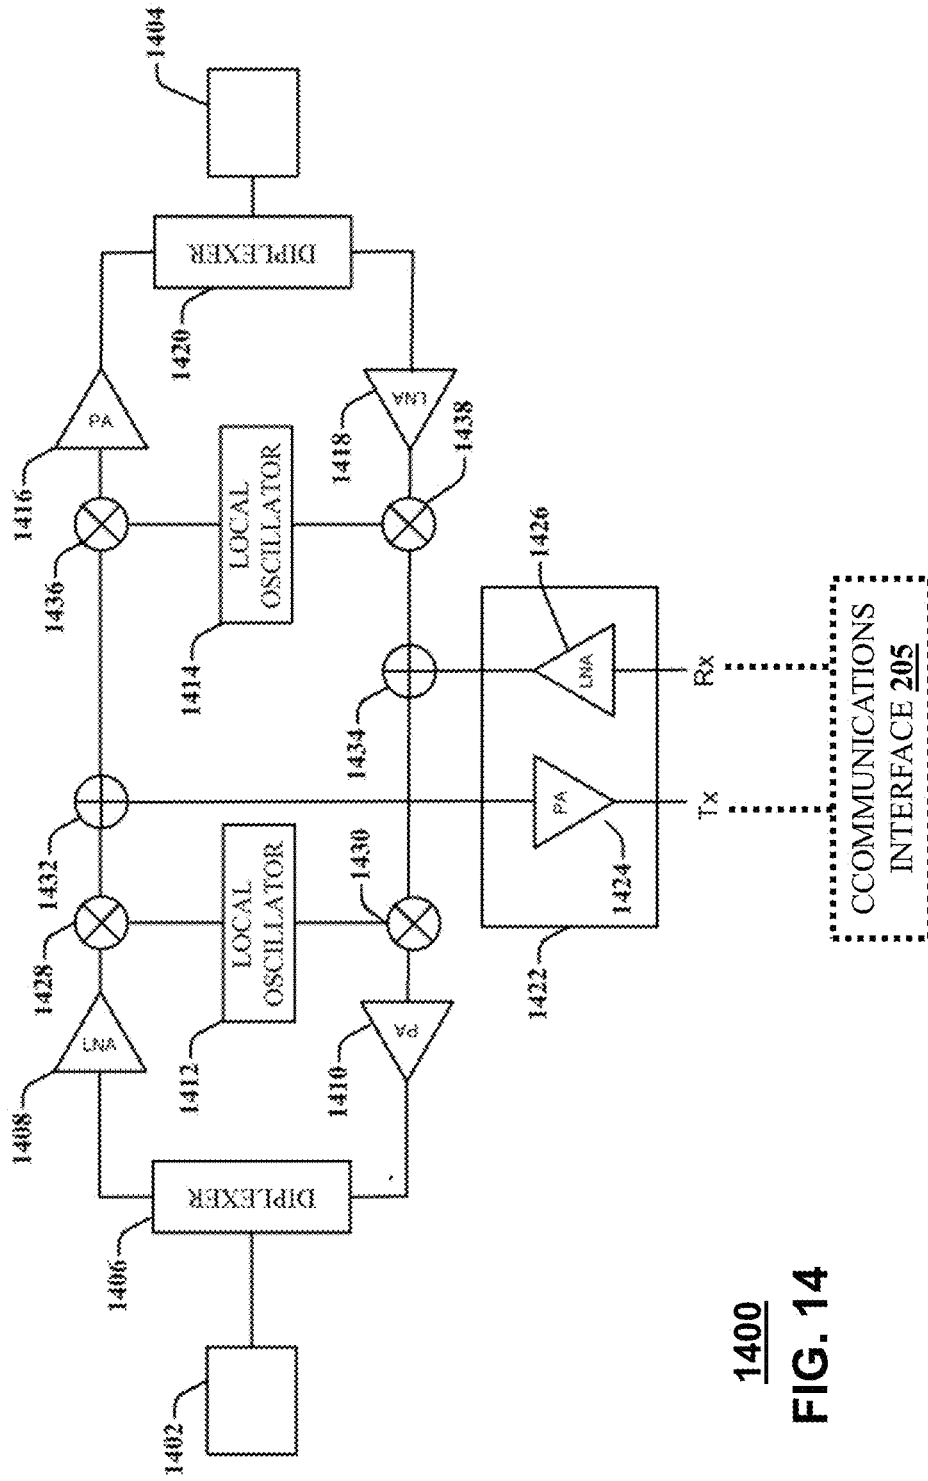 1408
1416
1428
1432
1436
LNA
PA
1406
1404
1402
1412
1414
1420
DIPLEXER
LOCAL
OSCILLATOR
LOCAL
OSCILLATOR
DIPLEXER
1410
1430
1434
1418
PA
LNA
1438
1422
1426
PA
LNA
1424
Tx
Rx
1400
FIG. 14
CCOMMUNICATIONS
INTERFACE 205